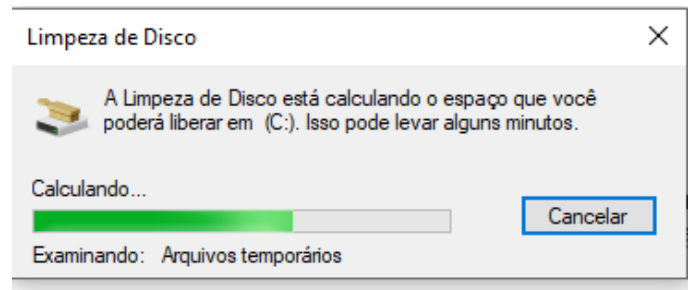 Limpeza de Disco
A Limpeza de Disco está calculando o espaço que você
poderá liberar em  (C:). Isso pode levar alguns minutos.
Calculando...
Cancelar
Examinando:   Arquivos temporários